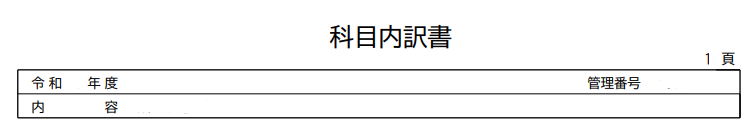 科目内訳書
1 頁
令和 年度 管理番号
内 容